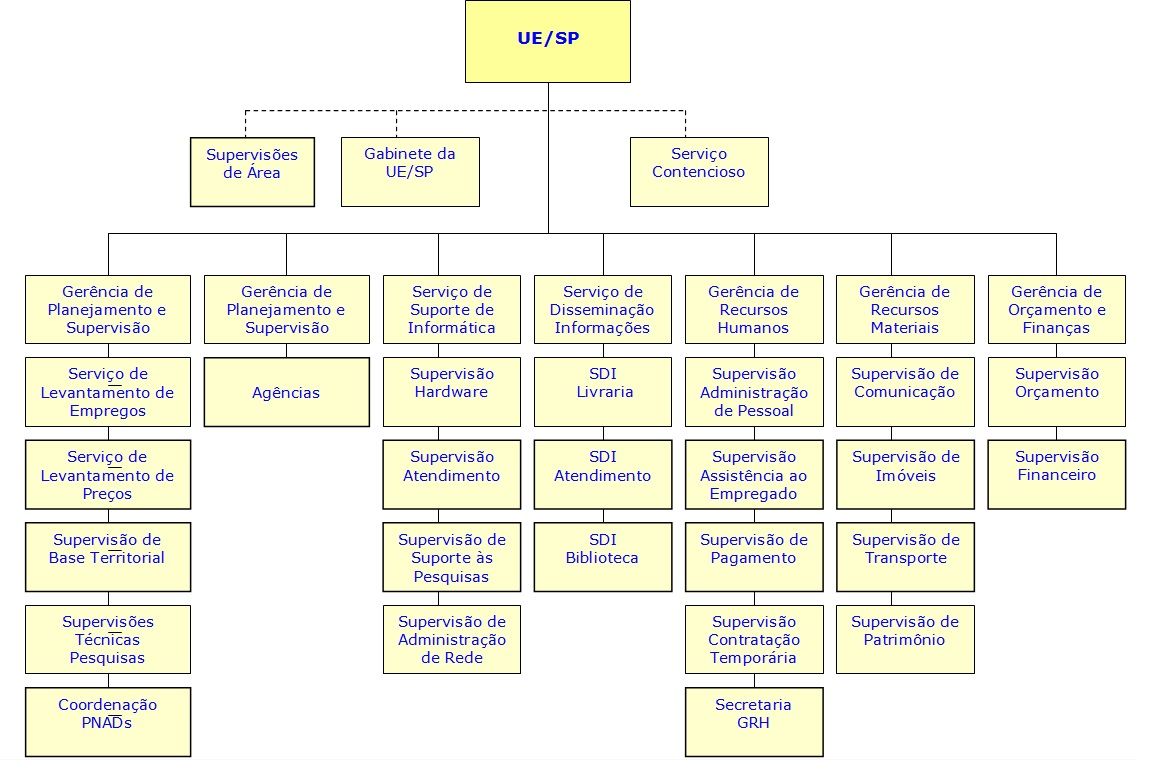 UE/SP
Supervisões
de Área
Gabinete da
UE/SP
Serviço
Contencioso
Gerência de
Planejamento e
Supervisão
Gerência de
Planejamento e
Supervisão
Serviço de
Suporte de
Informática
Serviço de
Disseminação
Informações
Gerência de
Recursos
Humanos
Gerência de
Recursos
Materiais
Gerência de
Orçamento e
Finanças
Serviço de
Levantamento de
Empregos
Agências
Supervisão
Hardware
SDI
Livraria
Supervisão
Administração
de Pessoal
Supervisão de
Comunicação
Supervisão
Orçamento
Serviço de
Levantamento de
Preços
Supervisão
Atendimento
SDI
Atendimento
Supervisão
Assistência ao
Empregado
Supervisão de
Imóveis
Supervisão
Financeiro
Supervisão de
Base Territorial
Supervisão de
Suporte às
Pesquisas
SDI
Biblioteca
Supervisão de
Pagamento
Supervisão de
Transporte
Supervisões
Técnicas
Pesquisas
Supervisão de
Administração
de Rede
Supervisão
Contratação
Temporária
Supervisão de
Patrimônio
Coordenação
PNADs
Secretaria
GRH